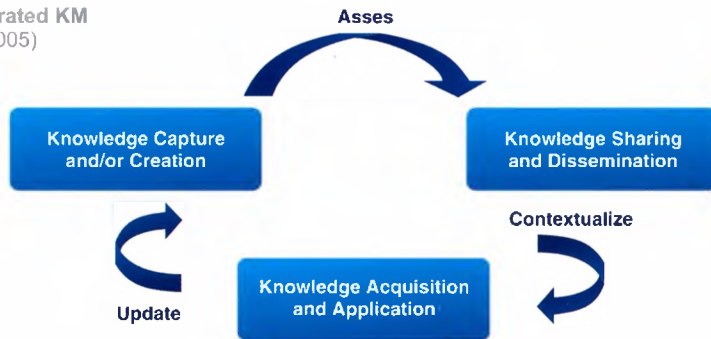 rated KM
005)
Asses
Knowledge Capture
and/or Creation
Knowledge Sharing
and Dissemination
Contextualize
Knowledge Acquisition
and Application
Update